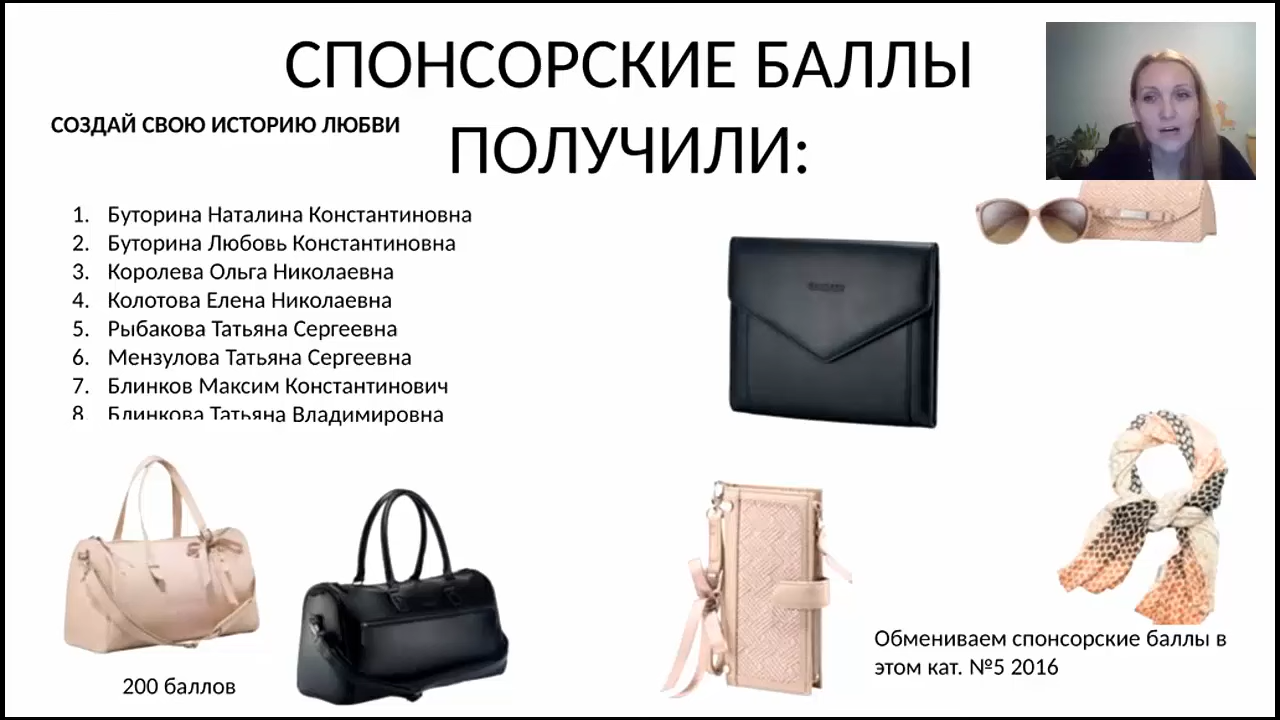 СПОНСОРСКИЕ БАЛЛЫ
ПОЛУЧИЛИ:
СОЗДАЙ СВОЮ ИСТОРИЮ ЛЮБВИ
1. Буторина Наталина Константиновна
2. Буторина Любовь Константиновна
3. Королева Ольга Николаевна
4. Колотова Елена Николаевна
5. Рыбакова Татьяна Сергеевна
6. Мензулова Татьяна Сергеевна
7. Блинков Максим Константинович
8 Блинкова Татьяна Владимировна
200 баллов
Обмениваем спонсорские баллы в
этом кат. №5 2016